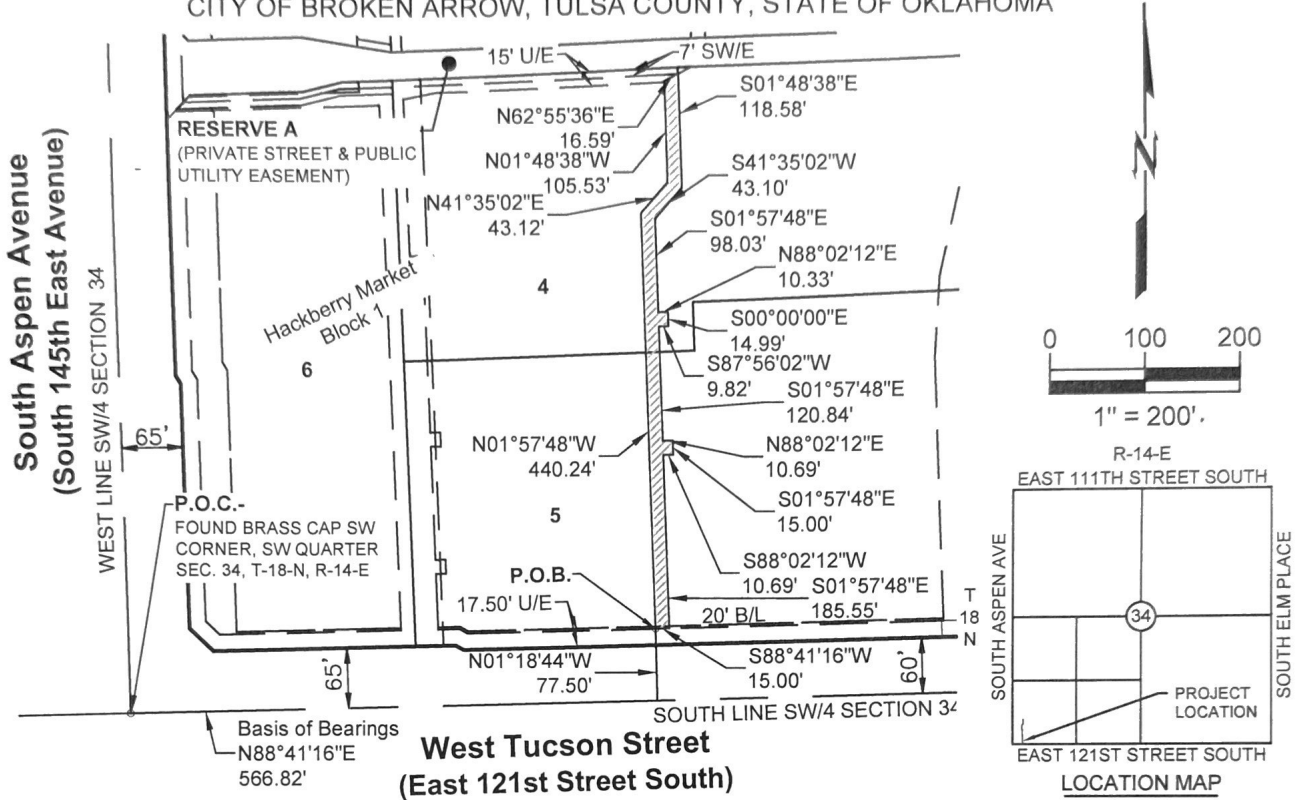 CITY OF BROKEN ARROW, TULSA COUNTY, STATE OF OKLAHOMA
15' U/E
7' SW/E
S01°48'38"E
118.58'
N62°55'36"E
16.59'
RESERVE A
(PRIVATE STREET & PUBLIC
UTILITY EASEMENT)
N01°48'38"W
105.53'
S41°35'02"W
43.10'
N41°35'02"E
43.12'
S01°57'48"E
98.03'
N88°02'12"E
10.33'
South Aspen Avenue
(South 145th East Avenue)
WEST LINE SW/4 SECTION 34
Hackberry Market
Block 1
4
6
S00°00'00"E
14.99'
S87°56'02"W
9.82'
S01°57'48"E
120.84'
N01°57'48"W
440.24'
N88°02'12"E
10.69'
65'
P.O.C.-
FOUND BRASS CAP SW
CORNER, SW QUARTER
SEC. 34, T-18-N, R-14-E
5
S01°57'48"E
15.00'
S88°02'12"W
10.69'
P.O.B.
S01°57'48"E
185.55'
17.50' U/E
20' B/L
N01°18'44"W
77.50'
S88°41'16"W
15.00'
65'
60'
SOUTH LINE SW/4 SECTION 34
Basis of Bearings
N88°41'16"E
566.82'
West Tucson Street
(East 121st Street South)
N
0 100 200
1" = 200'
R-14-E
EAST 111TH STREET SOUTH
SOUTH ASPEN AVE
T
18
N
34
SOUTH ELM PLACE
PROJECT
LOCATION
EAST 121ST STREET SOUTH
LOCATION MAP